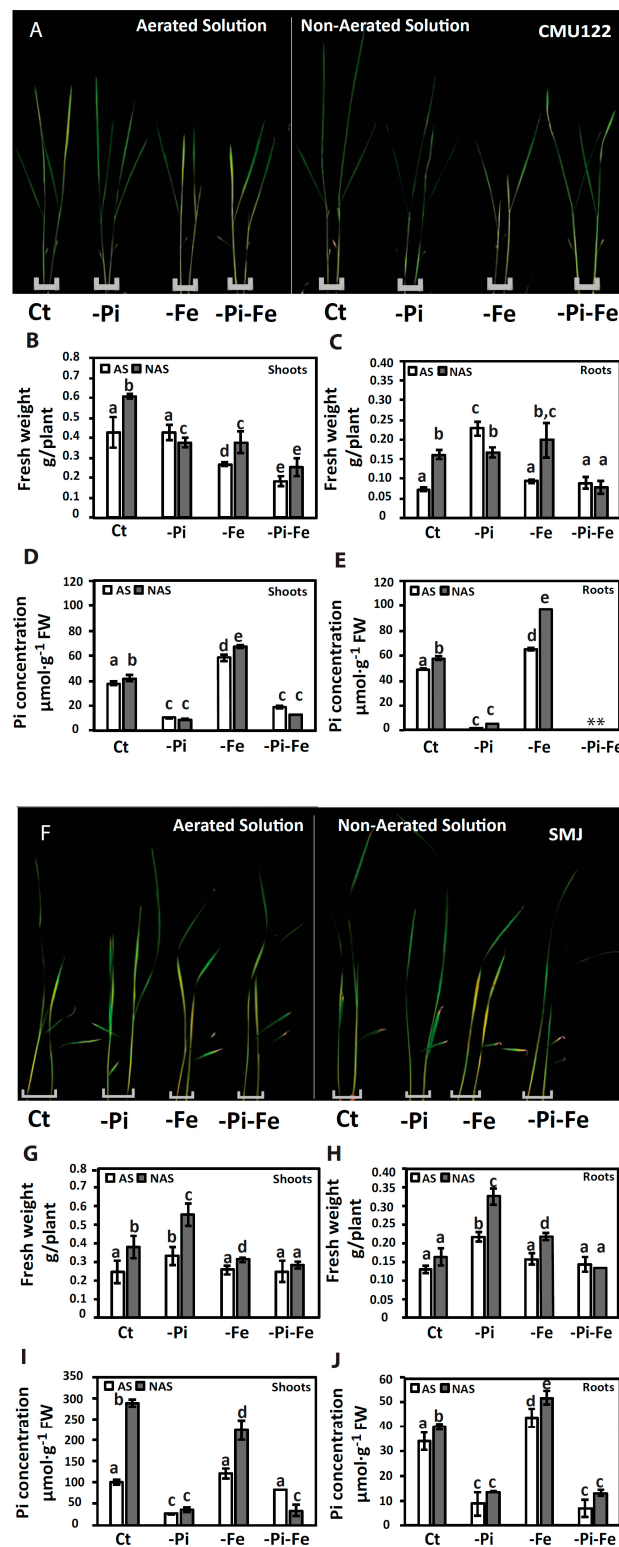 A Aerated Solution Non-Aerated Solution CMU122
Ct -Pi -Fe -Pi-Fe Ct -Pi -Fe -Pi-Fe
B
Fresh weight
g/plant
AS NAS Shoots
0.8
0.7
0.6
0.5
0.4
0.3
0.2
0.1
0
a b a c d c e e
Ct -Pi -Fe -Pi-Fe
C
Fresh weight
g/plant
AS NAS Roots
0.40
0.35
0.30
0.25
0.20
0.15
0.10
0.05
0.00
a b c b a b,c a a
Ct -Pi -Fe -Pi-Fe
D
Pi concentration
µmol·g-1 FW
AS NAS Shoots
120
100
80
60
40
20
0
a b c c d e c c
Ct -Pi -Fe -Pi-Fe
E
Pi concentration
µmol·g-1 FW
AS NAS Roots
120
100
80
60
40
20
0
a b c c d e **
Ct -Pi -Fe -Pi-Fe
F Aerated Solution Non-Aerated Solution SMJ
Ct -Pi -Fe -Pi-Fe Ct -Pi -Fe -Pi-Fe
G
Fresh weight
g/plant
AS NAS Shoots
0.8
0.7
0.6
0.5
0.4
0.3
0.2
0.1
0
a b b c a d a a
Ct -Pi -Fe -Pi-Fe
H
Fresh weight
g/plant
AS NAS Roots
0.40
0.35
0.30
0.25
0.20
0.15
0.10
0.05
0.00
a a b c a d a a
Ct -Pi -Fe -Pi-Fe
I
Pi concentration
µmol·g-1 FW
AS NAS Shoots
350
300
250
200
150
100
50
0
a b c c a d a c
Ct -Pi -Fe -Pi-Fe
J
Pi concentration
µmol·g-1 FW
AS NAS Roots
60
50
40
30
20
10
0
a b c c d e c c
Ct -Pi -Fe -Pi-Fe